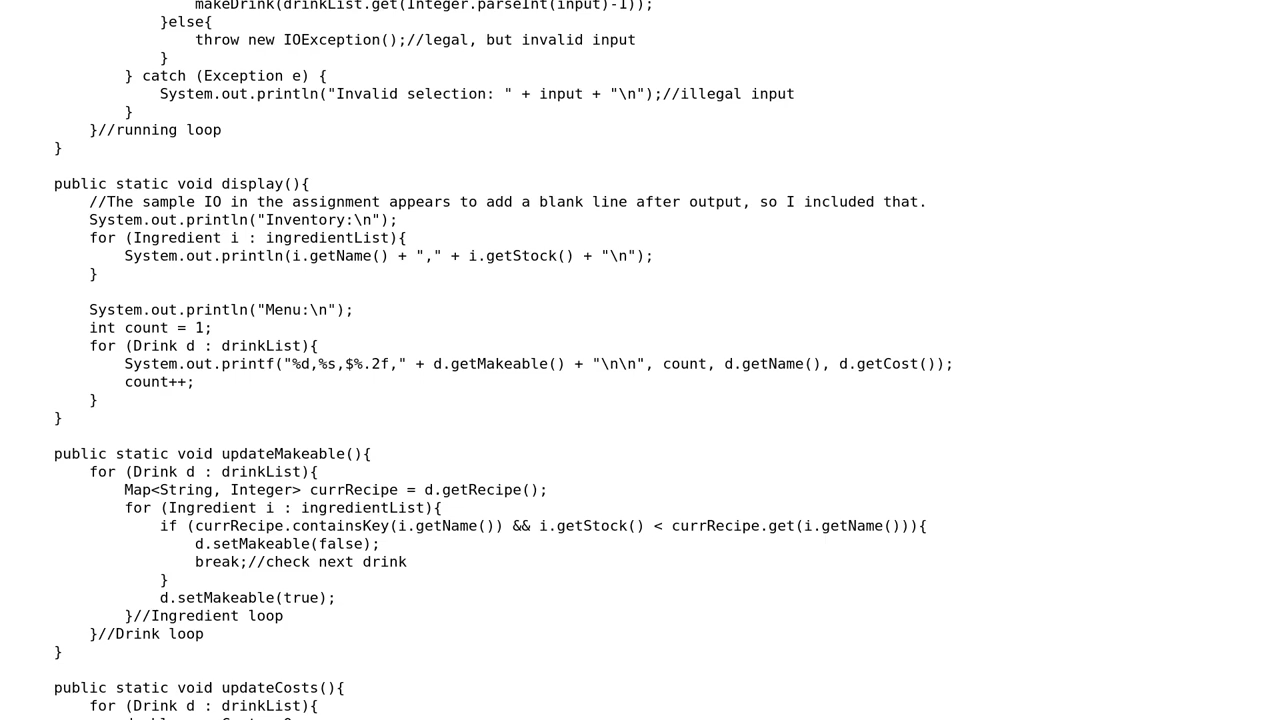 makeDrink(drinkList.get(Integer.parseInt(input)-1));
            }else{
                throw new IOException();//legal, but invalid input
            }
        } catch (Exception e) {
            System.out.println("Invalid selection: " + input + "\n");//illegal input
        }
    }//running loop
}

public static void display(){
    //The sample IO in the assignment appears to add a blank line after output, so I included that.
    System.out.println("Inventory:\n");
    for (Ingredient i : ingredientList){
        System.out.println(i.getName() + "," + i.getStock() + "\n");
    }

    System.out.println("Menu:\n");
    int count = 1;
    for (Drink d : drinkList){
        System.out.printf("%d,%s,$%.2f," + d.getMakeable() + "\n\n", count, d.getName(), d.getCost());
        count++;
    }
}

public static void updateMakeable(){
    for (Drink d : drinkList){
        Map<String, Integer> currRecipe = d.getRecipe();
        for (Ingredient i : ingredientList){
            if (currRecipe.containsKey(i.getName()) && i.getStock() < currRecipe.get(i.getName())){
                d.setMakeable(false);
                break;//check next drink
            }
            d.setMakeable(true);
        }//Ingredient loop
    }//Drink loop
}

public static void updateCosts(){
    for (Drink d : drinkList){